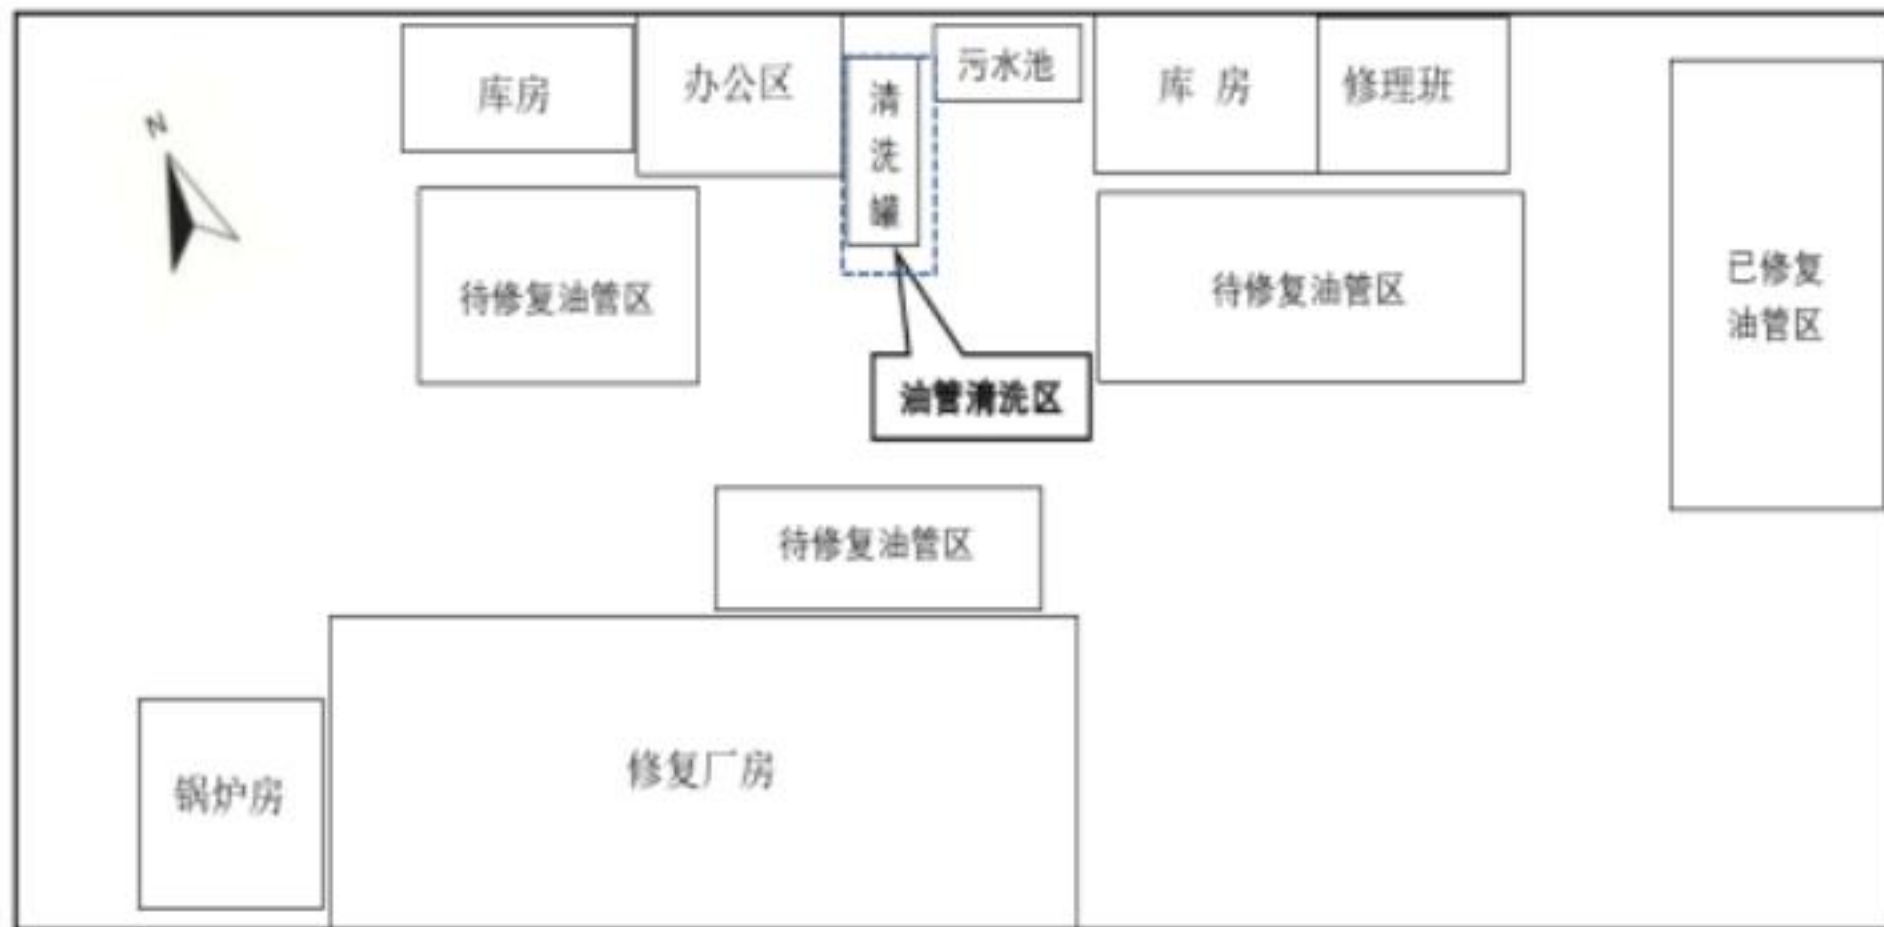 N
库房
办公区
清洗罐
污水池
库 房
修理班
待修复油管区
待修复油管区
已修复
油管区
油管清洗区
待修复油管区
锅炉房
修复厂房